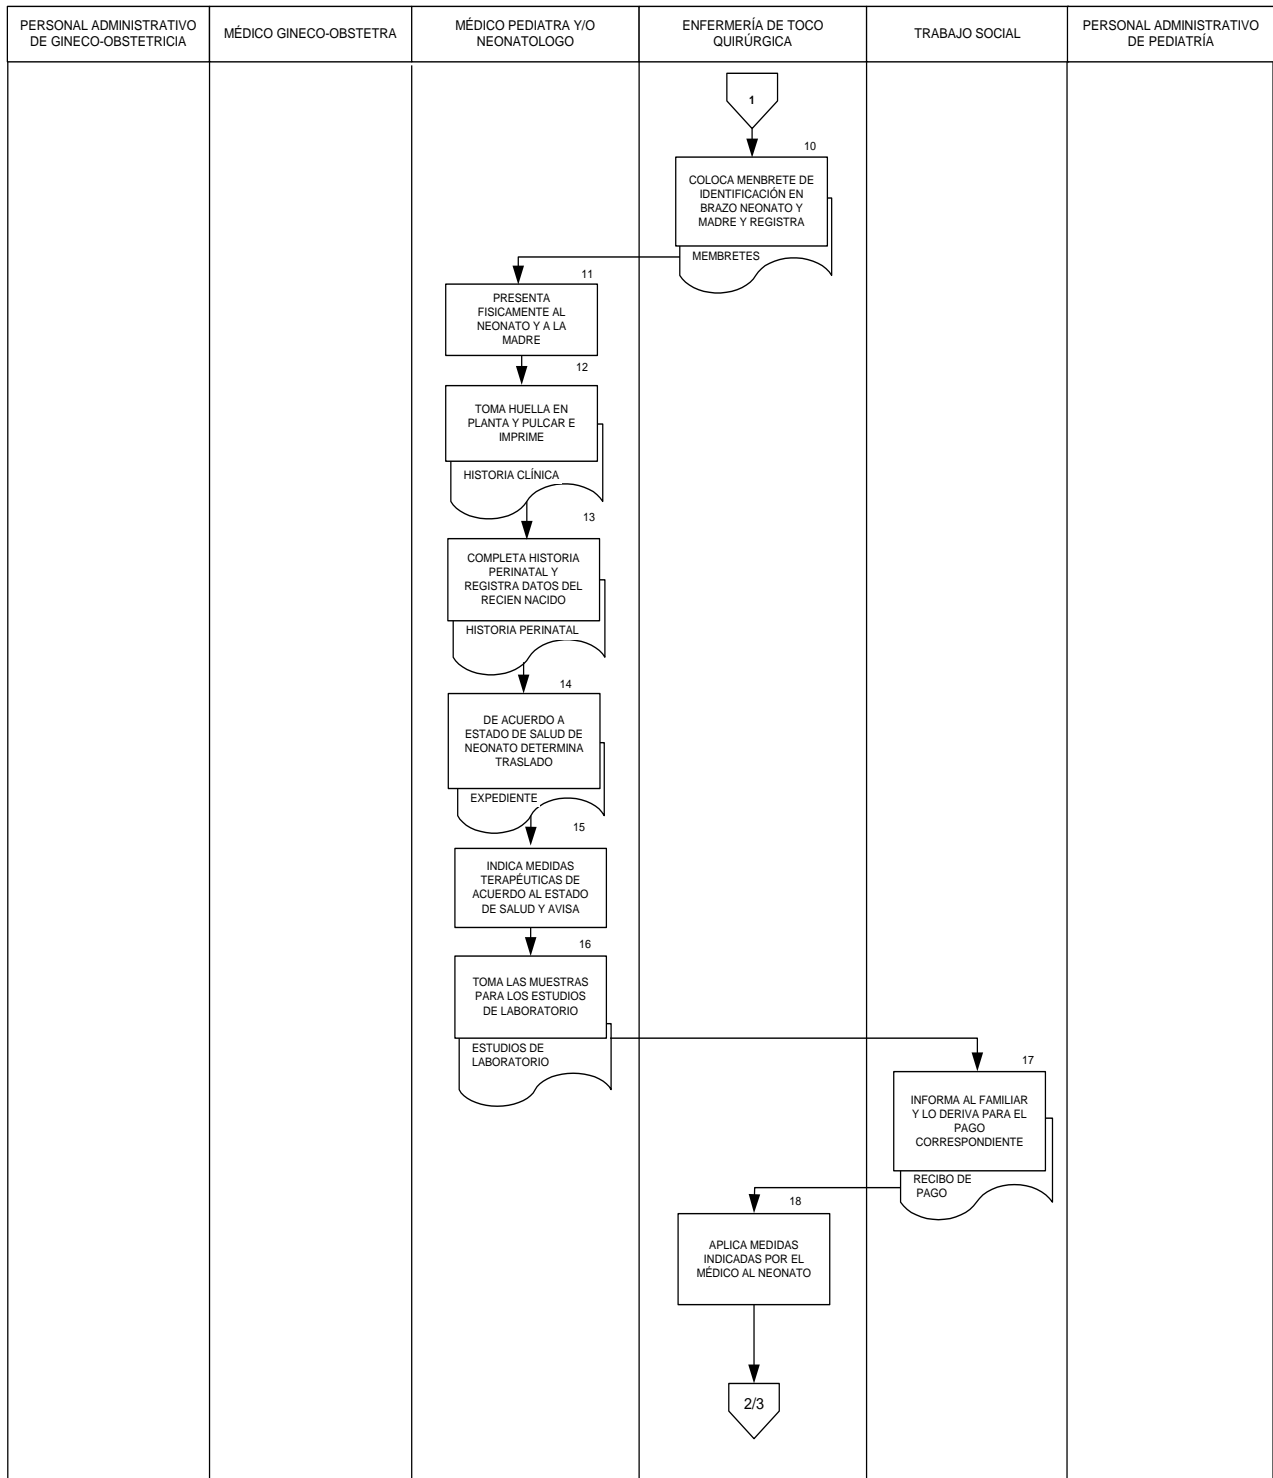 PERSONAL ADMINISTRATIVO
DE GINECO-OBSTETRICIA
MÉDICO GINECO-OBSTETRA
MÉDICO PEDIATRA Y/O
NEONATOLOGO
ENFERMERÍA DE TOCO
QUIRÚRGICA
TRABAJO SOCIAL
PERSONAL ADMINISTRATIVO
DE PEDIATRÍA
1
10
COLOCA MENBRETE DE
IDENTIFICACIÓN EN
BRAZO NEONATO Y
MADRE Y REGISTRA
MEMBRETES
11
PRESENTA
FISICAMENTE AL
NEONATO Y A LA
MADRE
12
TOMA HUELLA EN
PLANTA Y PULCAR E
IMPRIME
HISTORIA CLÍNICA
13
COMPLETA HISTORIA
PERINATAL Y
REGISTRA DATOS DEL
RECIEN NACIDO
HISTORIA PERINATAL
14
DE ACUERDO A
ESTADO DE SALUD DE
NEONATO DETERMINA
TRASLADO
EXPEDIENTE
15
INDICA MEDIDAS
TERAPÉUTICAS DE
ACUERDO AL ESTADO
DE SALUD Y AVISA
16
TOMA LAS MUESTRAS
PARA LOS ESTUDIOS
DE LABORATORIO
ESTUDIOS DE
LABORATORIO
17
INFORMA AL FAMILIAR
Y LO DERIVA PARA EL
PAGO
CORRESPONDIENTE
RECIBO DE
PAGO
18
APLICA MEDIDAS
INDICADAS POR EL
MÉDICO AL NEONATO
2/3